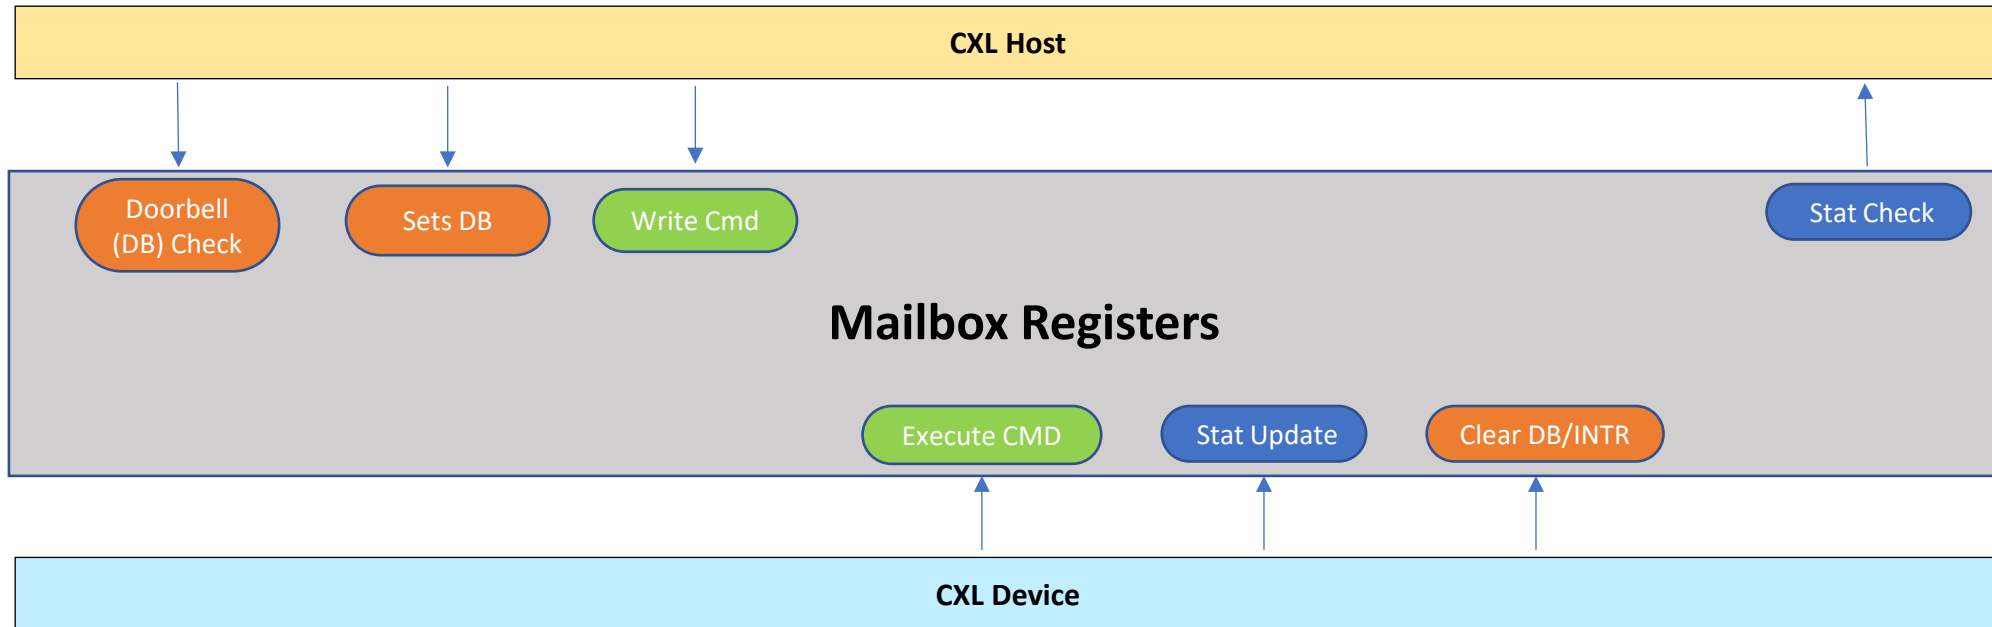 CXL Host
Doorbell
(DB) Check
Sets DB
Write Cmd
Stat Check
Mailbox Registers
Execute CMD
Stat Update
Clear DB/INTR
CXL Device